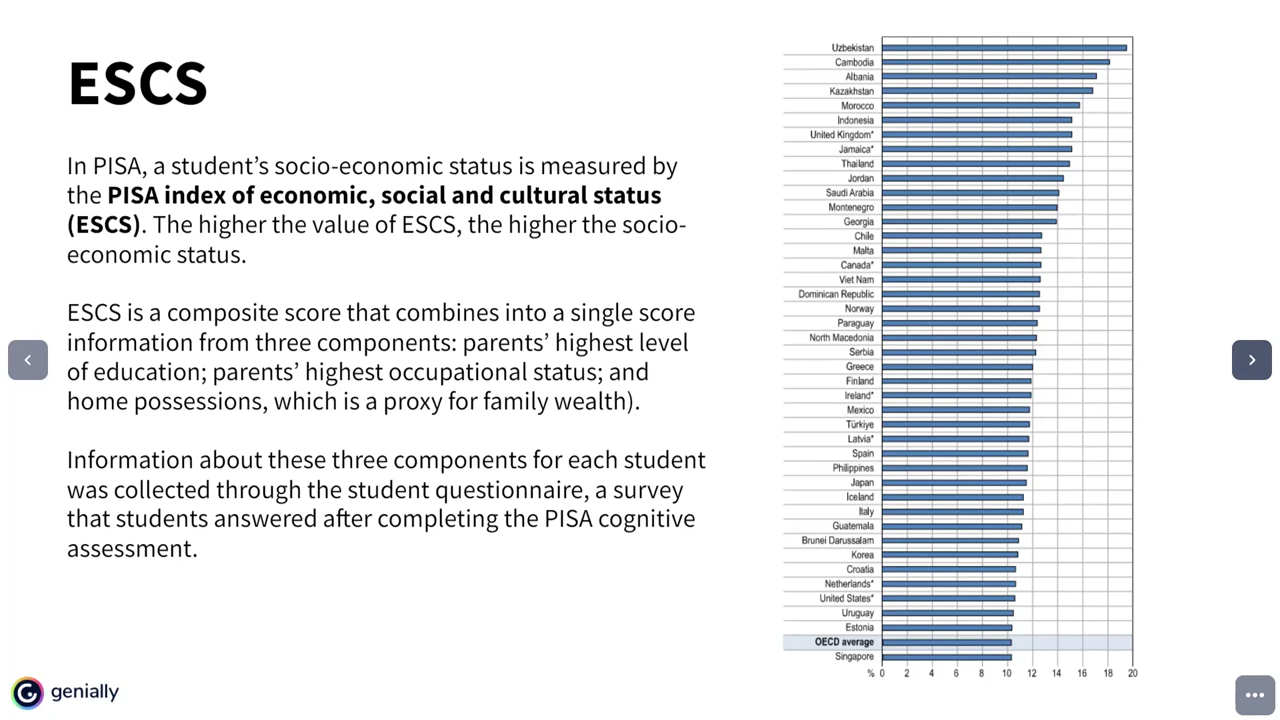 ESCS
In PISA, a student’s socio-economic status is measured by
the PISA index of economic, social and cultural status
(ESCS). The higher the value of ESCS, the higher the socio-
economic status.
ESCS is a composite score that combines into a single score
information from three components: parents’ highest level
of education; parents’ highest occupational status; and
home possessions, which is a proxy for family wealth).
Information about these three components for each student
was collected through the student questionnaire, a survey
that students answered after completing the PISA cognitive
assessment.
genially
Uzbekistan
Cambodia
Albania
Kazakhstan
Morocco
Indonesia
United Kingdom*
Jamaica*
Thailand
Jordan
Saudi Arabia
Montenegro
Georgia
Chile
Malta
Canada*
Viet Nam
Dominican Republic
Norway
Paraguay
North Macedonia
Serbia
Greece
Finland
Ireland*
Mexico
Türkiye
Latvia*
Spain
Philippines
Japan
Iceland
Italy
Guatemala
Brunei Darussalam
Korea
Croatia
Netherlands*
United States*
Uruguay
Estonia
OECD average
Singapore
% 0 2 4 6 8 10 12 14 16 18 20